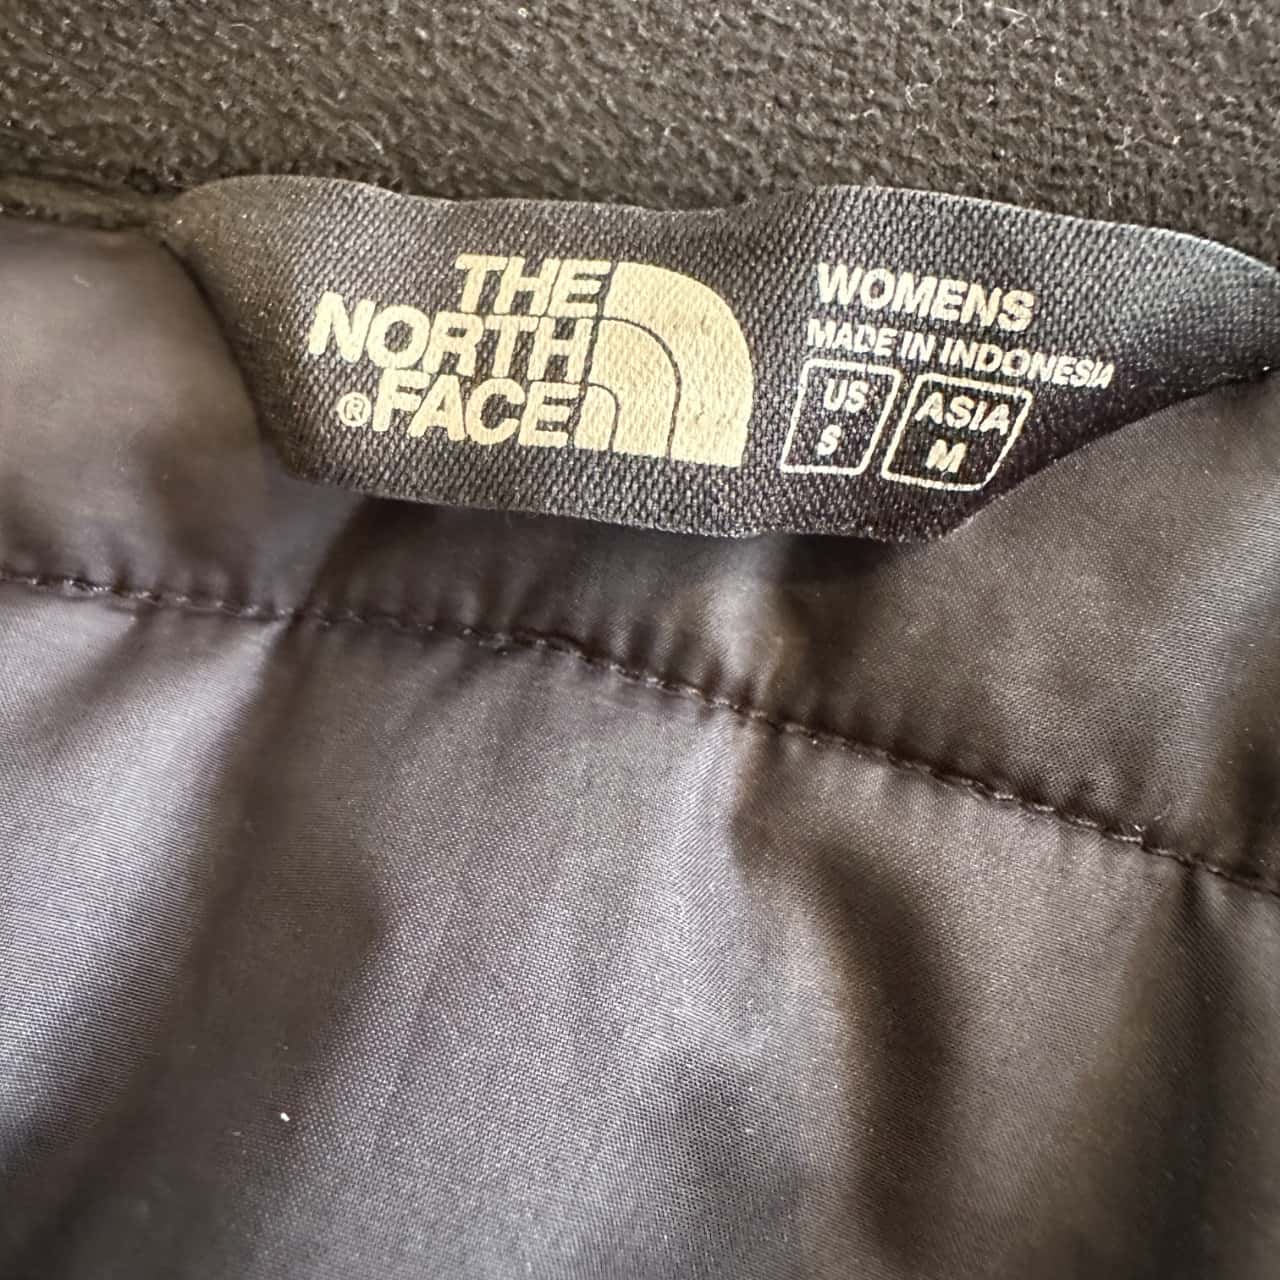 THE
NORTH
®FACE
WOMENS
MADE IN INDONESIA
US ASIA
S M